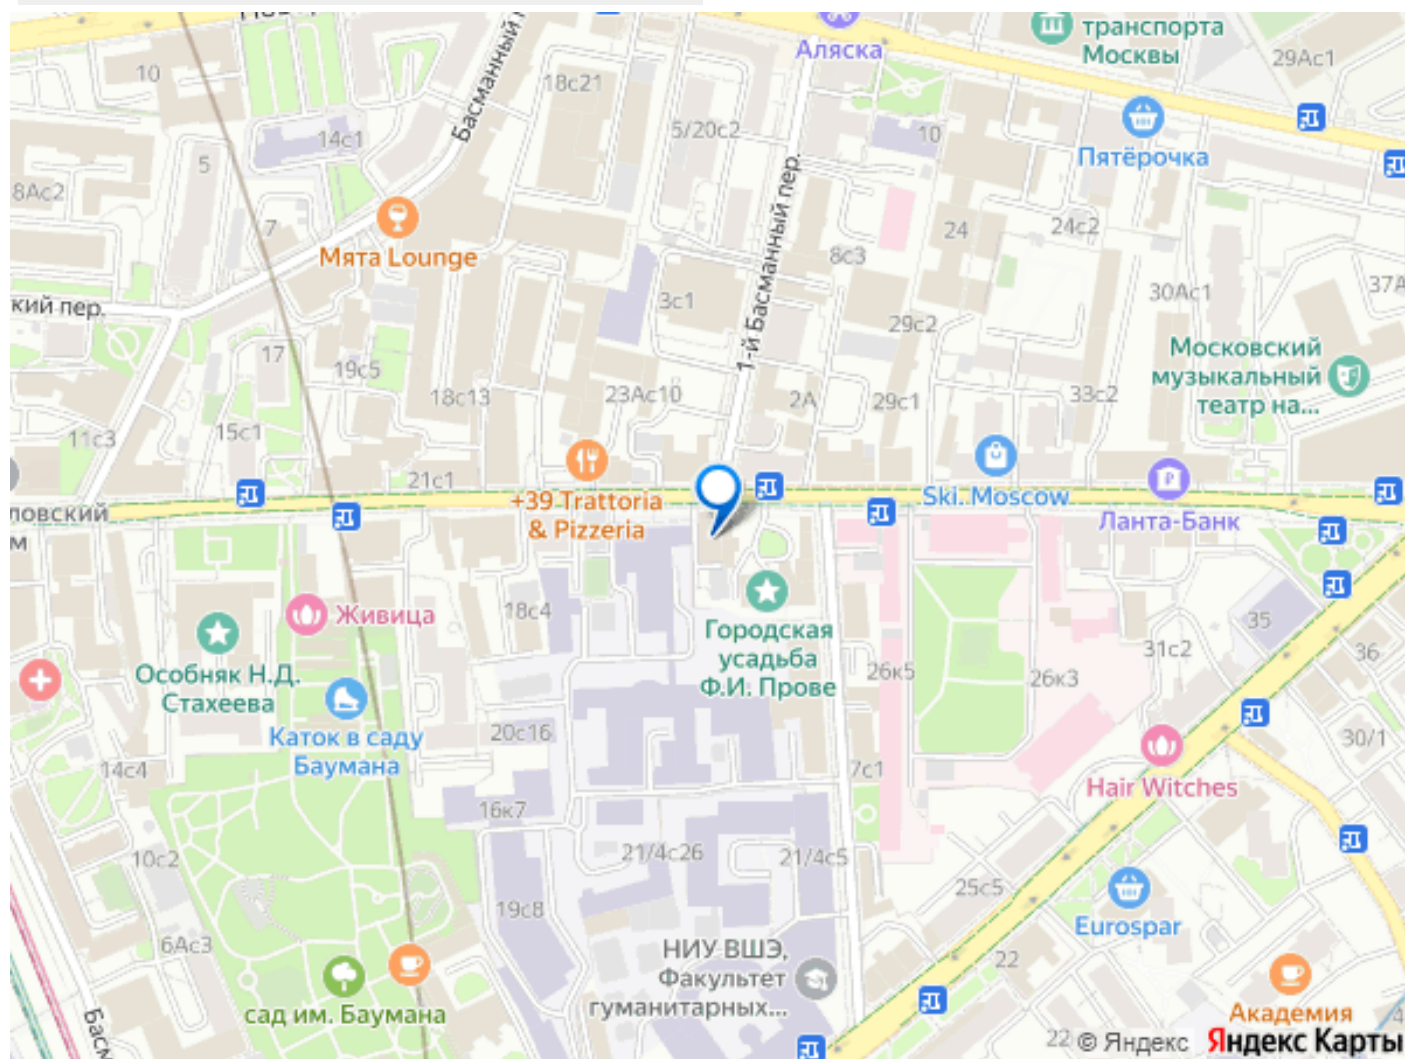 транспорта
Москвы
Аляска
29Ас1
10
18с21
Басманный
14с1
5/20с2
10
Пятёрочка
5
8Ас2
7
Мята Lounge
1-й Басманный пер.
24
24с2
8с3
кий пер.
3с1
30Ас1
37А
29с2
17
19с5
Московский
музыкальный
театр на...
18с13
23Ас10
2А
29с1
33с2
11с3
15с1
21с1
+39 Trattoria
& Pizzeria
Ski. Moscow
Ланта-Банк
ловский
м
Живица
18с4
Городская
усадьба
Ф.И. Прове
35
31с2
36
Особняк Н.Д.
Стахеева
26к5
26к3
Каток в саду
Баумана
20с16
30/1
14с4
7с1
Hair Witches
16к7
10с2
21/4с26
21/4с5
25с5
19с8
Eurospar
6Ас3
НИУ ВШЭ,
Факультет
гуманитарных...
22
сад им. Баумана
Академия
Басм
22
4
© Яндекс
Яндекс Карты